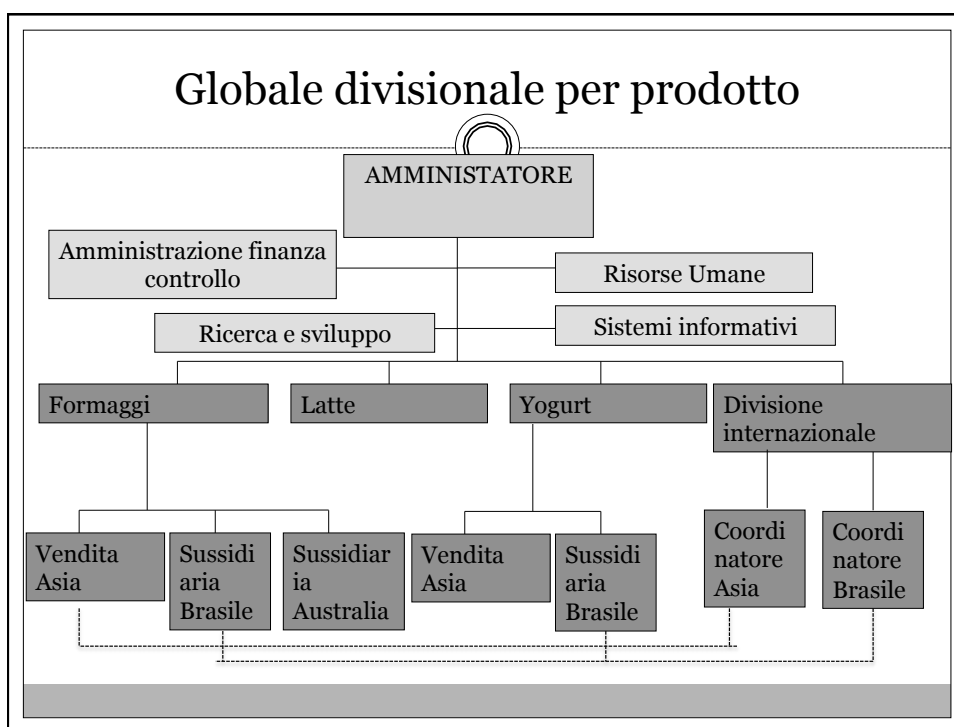 Globale divisionale per prodotto
AMMINISTATORE
Amministrazione finanza
controllo
Risorse Umane
Ricerca e sviluppo
Sistemi informativi
Formaggi
Latte
Yogurt
Divisione
internazionale
Vendita
Asia
Sussidi
aria
Brasile
Sussidiar
ia
Australia
Vendita
Asia
Sussidi
aria
Brasile
Coordi
natore
Asia
Coordi
natore
Brasile